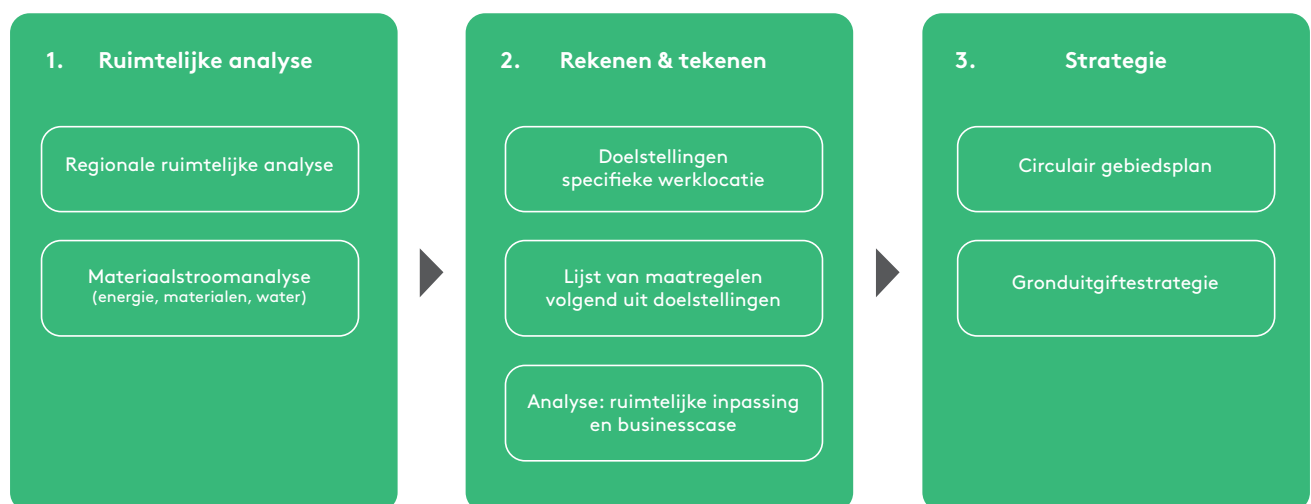 1. Ruimtelijke analyse
Regionale ruimtelijke analyse
Materiaalstroomanalyse
(energie, materialen, water)
2. Rekenen & tekenen
Doelstellingen
specifieke werklocatie
Lijst van maatregelen
volgend uit doelstellingen
Analyse: ruimtelijke inpassing
en businesscase
3. Strategie
Circulair gebiedsplan
Gronduitgiftestrategie